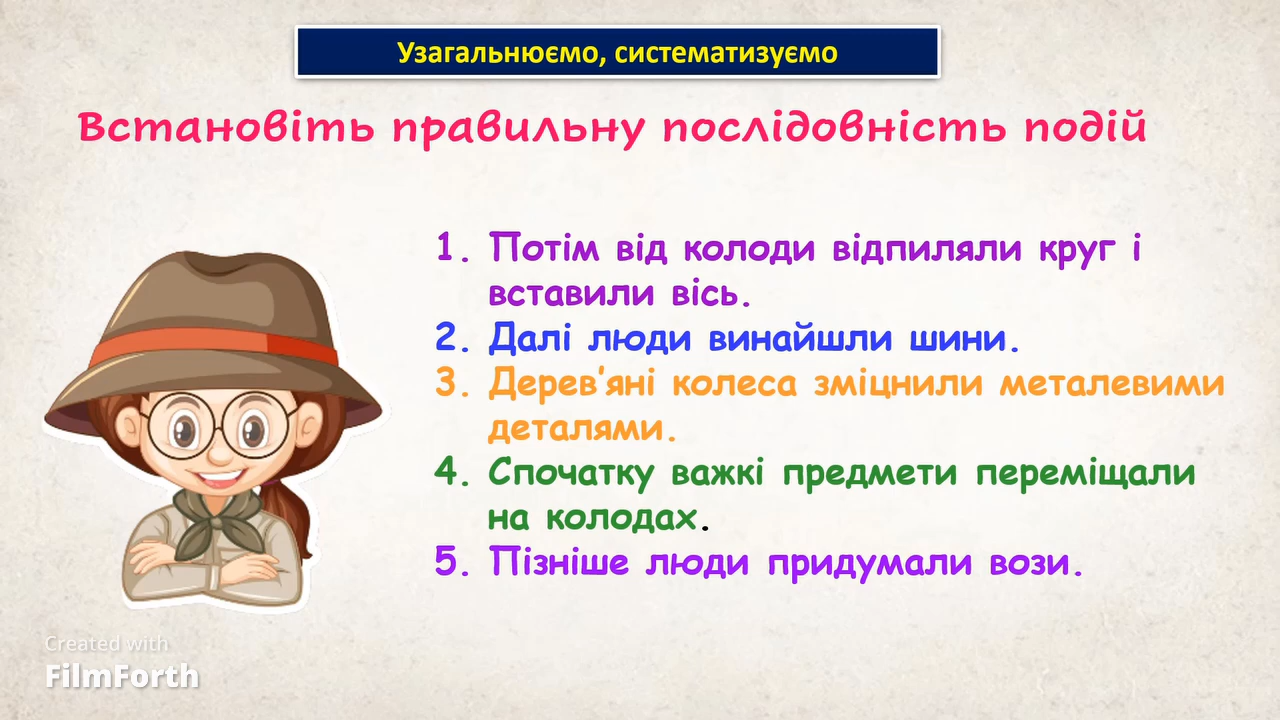 Узагальнюємо, систематизуємо
Встановіть правильну послідовність подій
1. Потім від колоди відпиляли круг і
вставили вісь.
2. Далі люди винайшли шини.
3. Дерев'яні колеса зміцнили металевими
деталями.
4. Спочатку важкі предмети переміщали
на колодах.
5. Пізніше люди придумали вози.
Created with
FilmForth